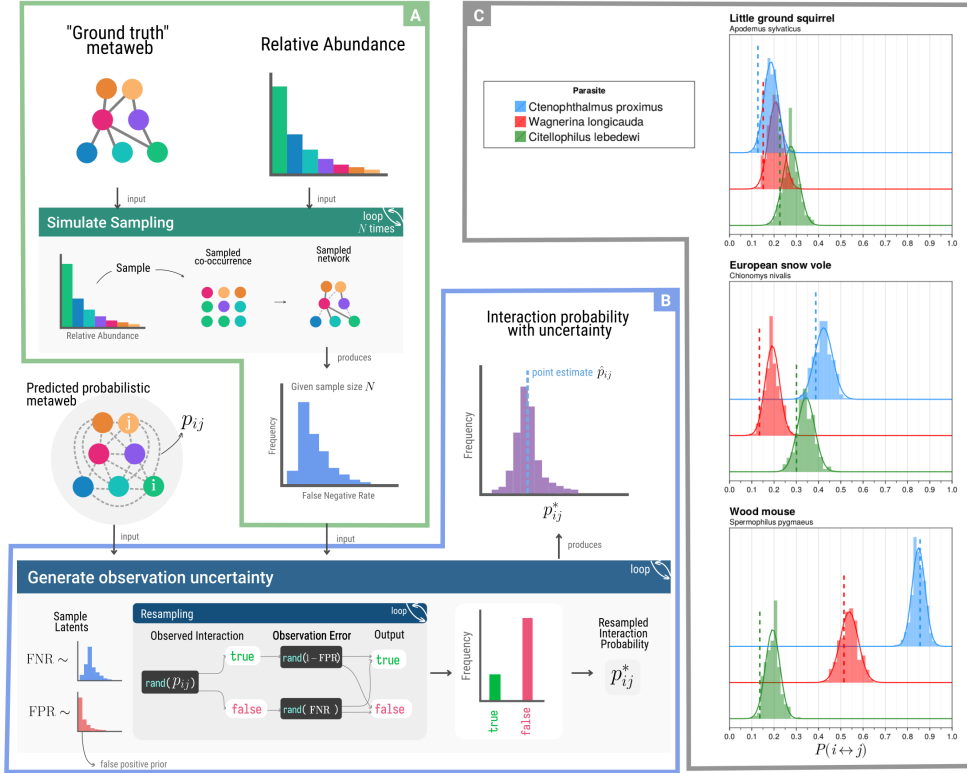 A
"Ground truth"
metaweb
Relative Abundance
input
input
Simulate Sampling
loop
N times
Sample
Sampled
co-occurrence
Sampled
network
Relative Abundance
produces
Given sample size N
Frequency
False Negative Rate
Predicted probabilistic
metaweb
j
i
p_ij
input
input
B
Interaction probability
with uncertainty
point estimate p̂_ij
Frequency
p*_ij
produces
Generate observation uncertainty
loop
Sample
Latents
FNR ~
FPR ~
false positive prior
Resampling
loop
Observed Interaction
Observation Error
Output
rand(p_ij)
true
false
rand(1−FPR)
rand( FNR )
true
false
Frequency
true
false
Resampled
Interaction
Probability
p*_ij
C
Parasite
Ctenophthalmus proximus
Wagnerina longicauda
Citellophilus lebedewi
Little ground squirrel
Apodemus sylvaticus
0.0 0.1 0.2 0.3 0.4 0.5 0.6 0.7 0.8 0.9 1.0
European snow vole
Chionomys nivalis
0.0 0.1 0.2 0.3 0.4 0.5 0.6 0.7 0.8 0.9 1.0
Wood mouse
Spermophilus pygmaeus
0.0 0.1 0.2 0.3 0.4 0.5 0.6 0.7 0.8 0.9 1.0
P(i↔j)